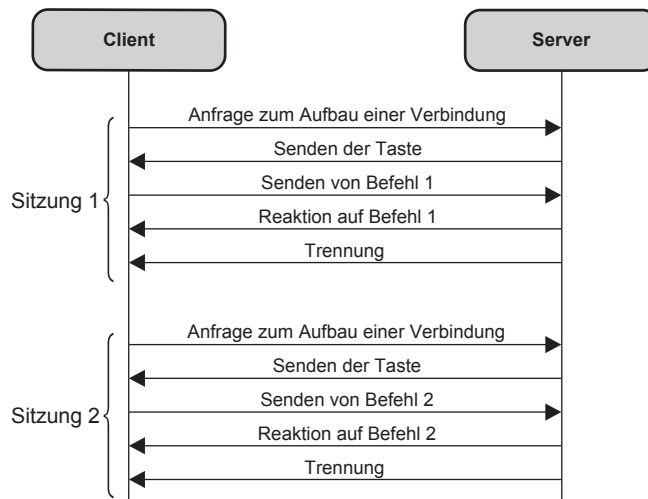 Client
Server
Anfrage zum Aufbau einer Verbindung
Senden der Taste
Sitzung 1
Senden von Befehl 1
Reaktion auf Befehl 1
Trennung
Anfrage zum Aufbau einer Verbindung
Senden der Taste
Sitzung 2
Senden von Befehl 2
Reaktion auf Befehl 2
Trennung